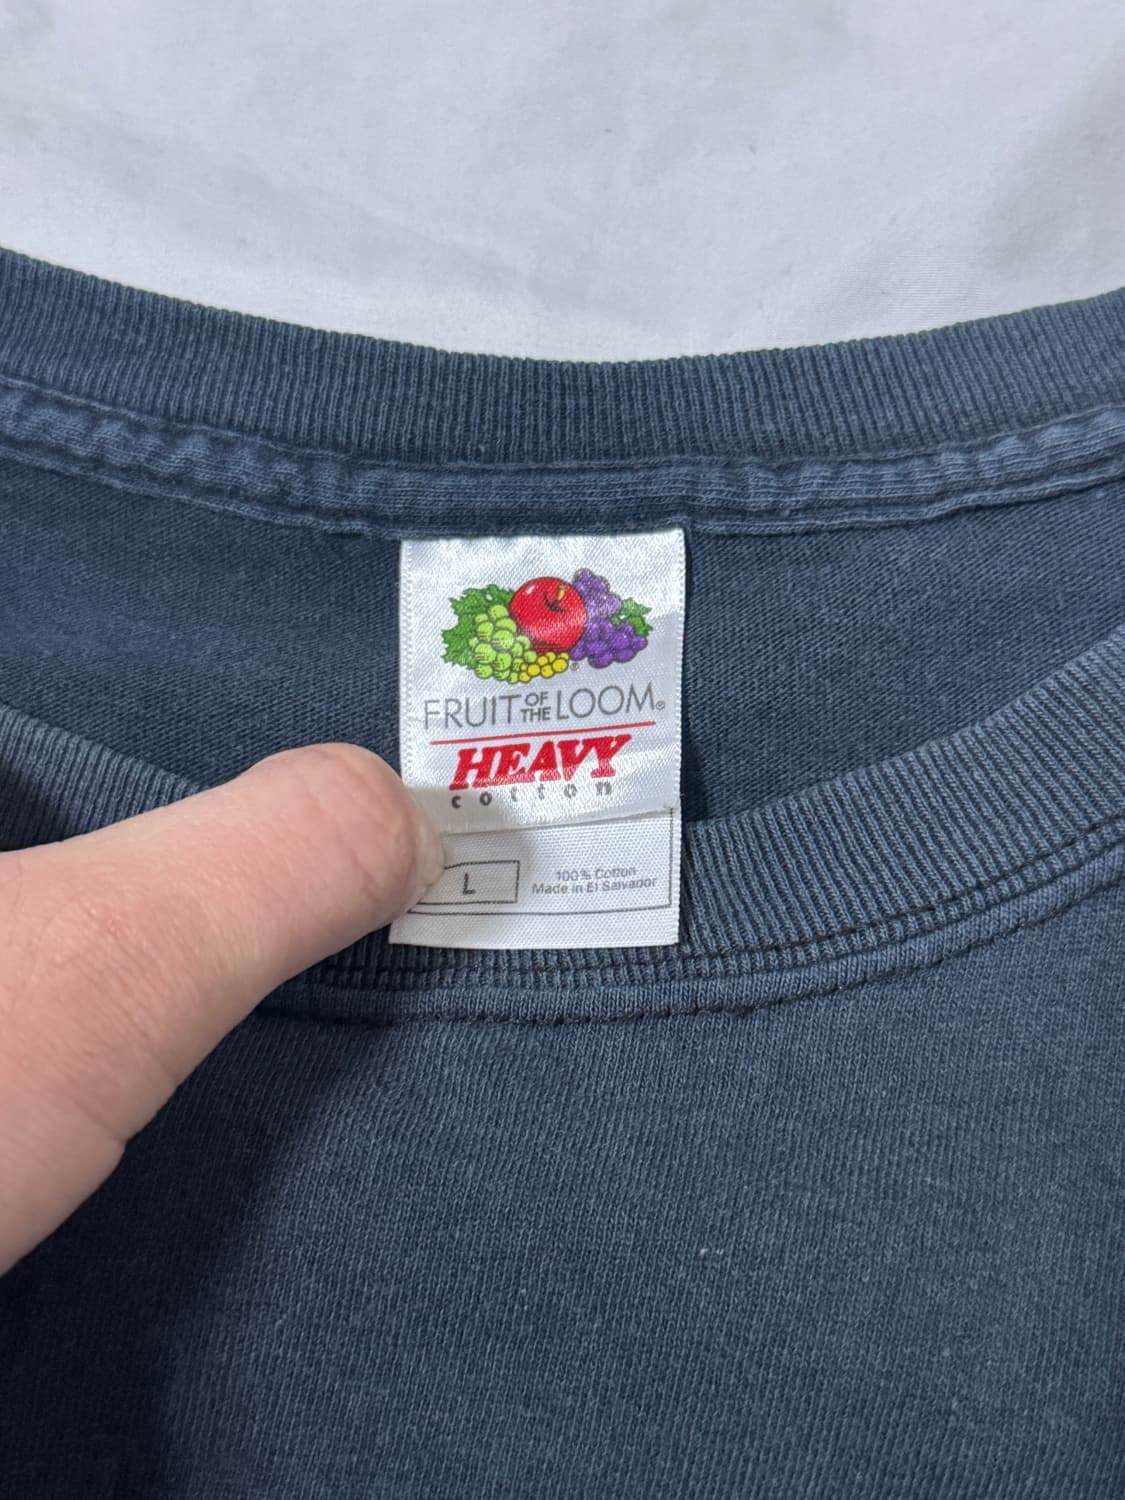 FRUIT OF THE LOOM®
HEAVY
cotton
L
100% Cotton
Made in El Salvador